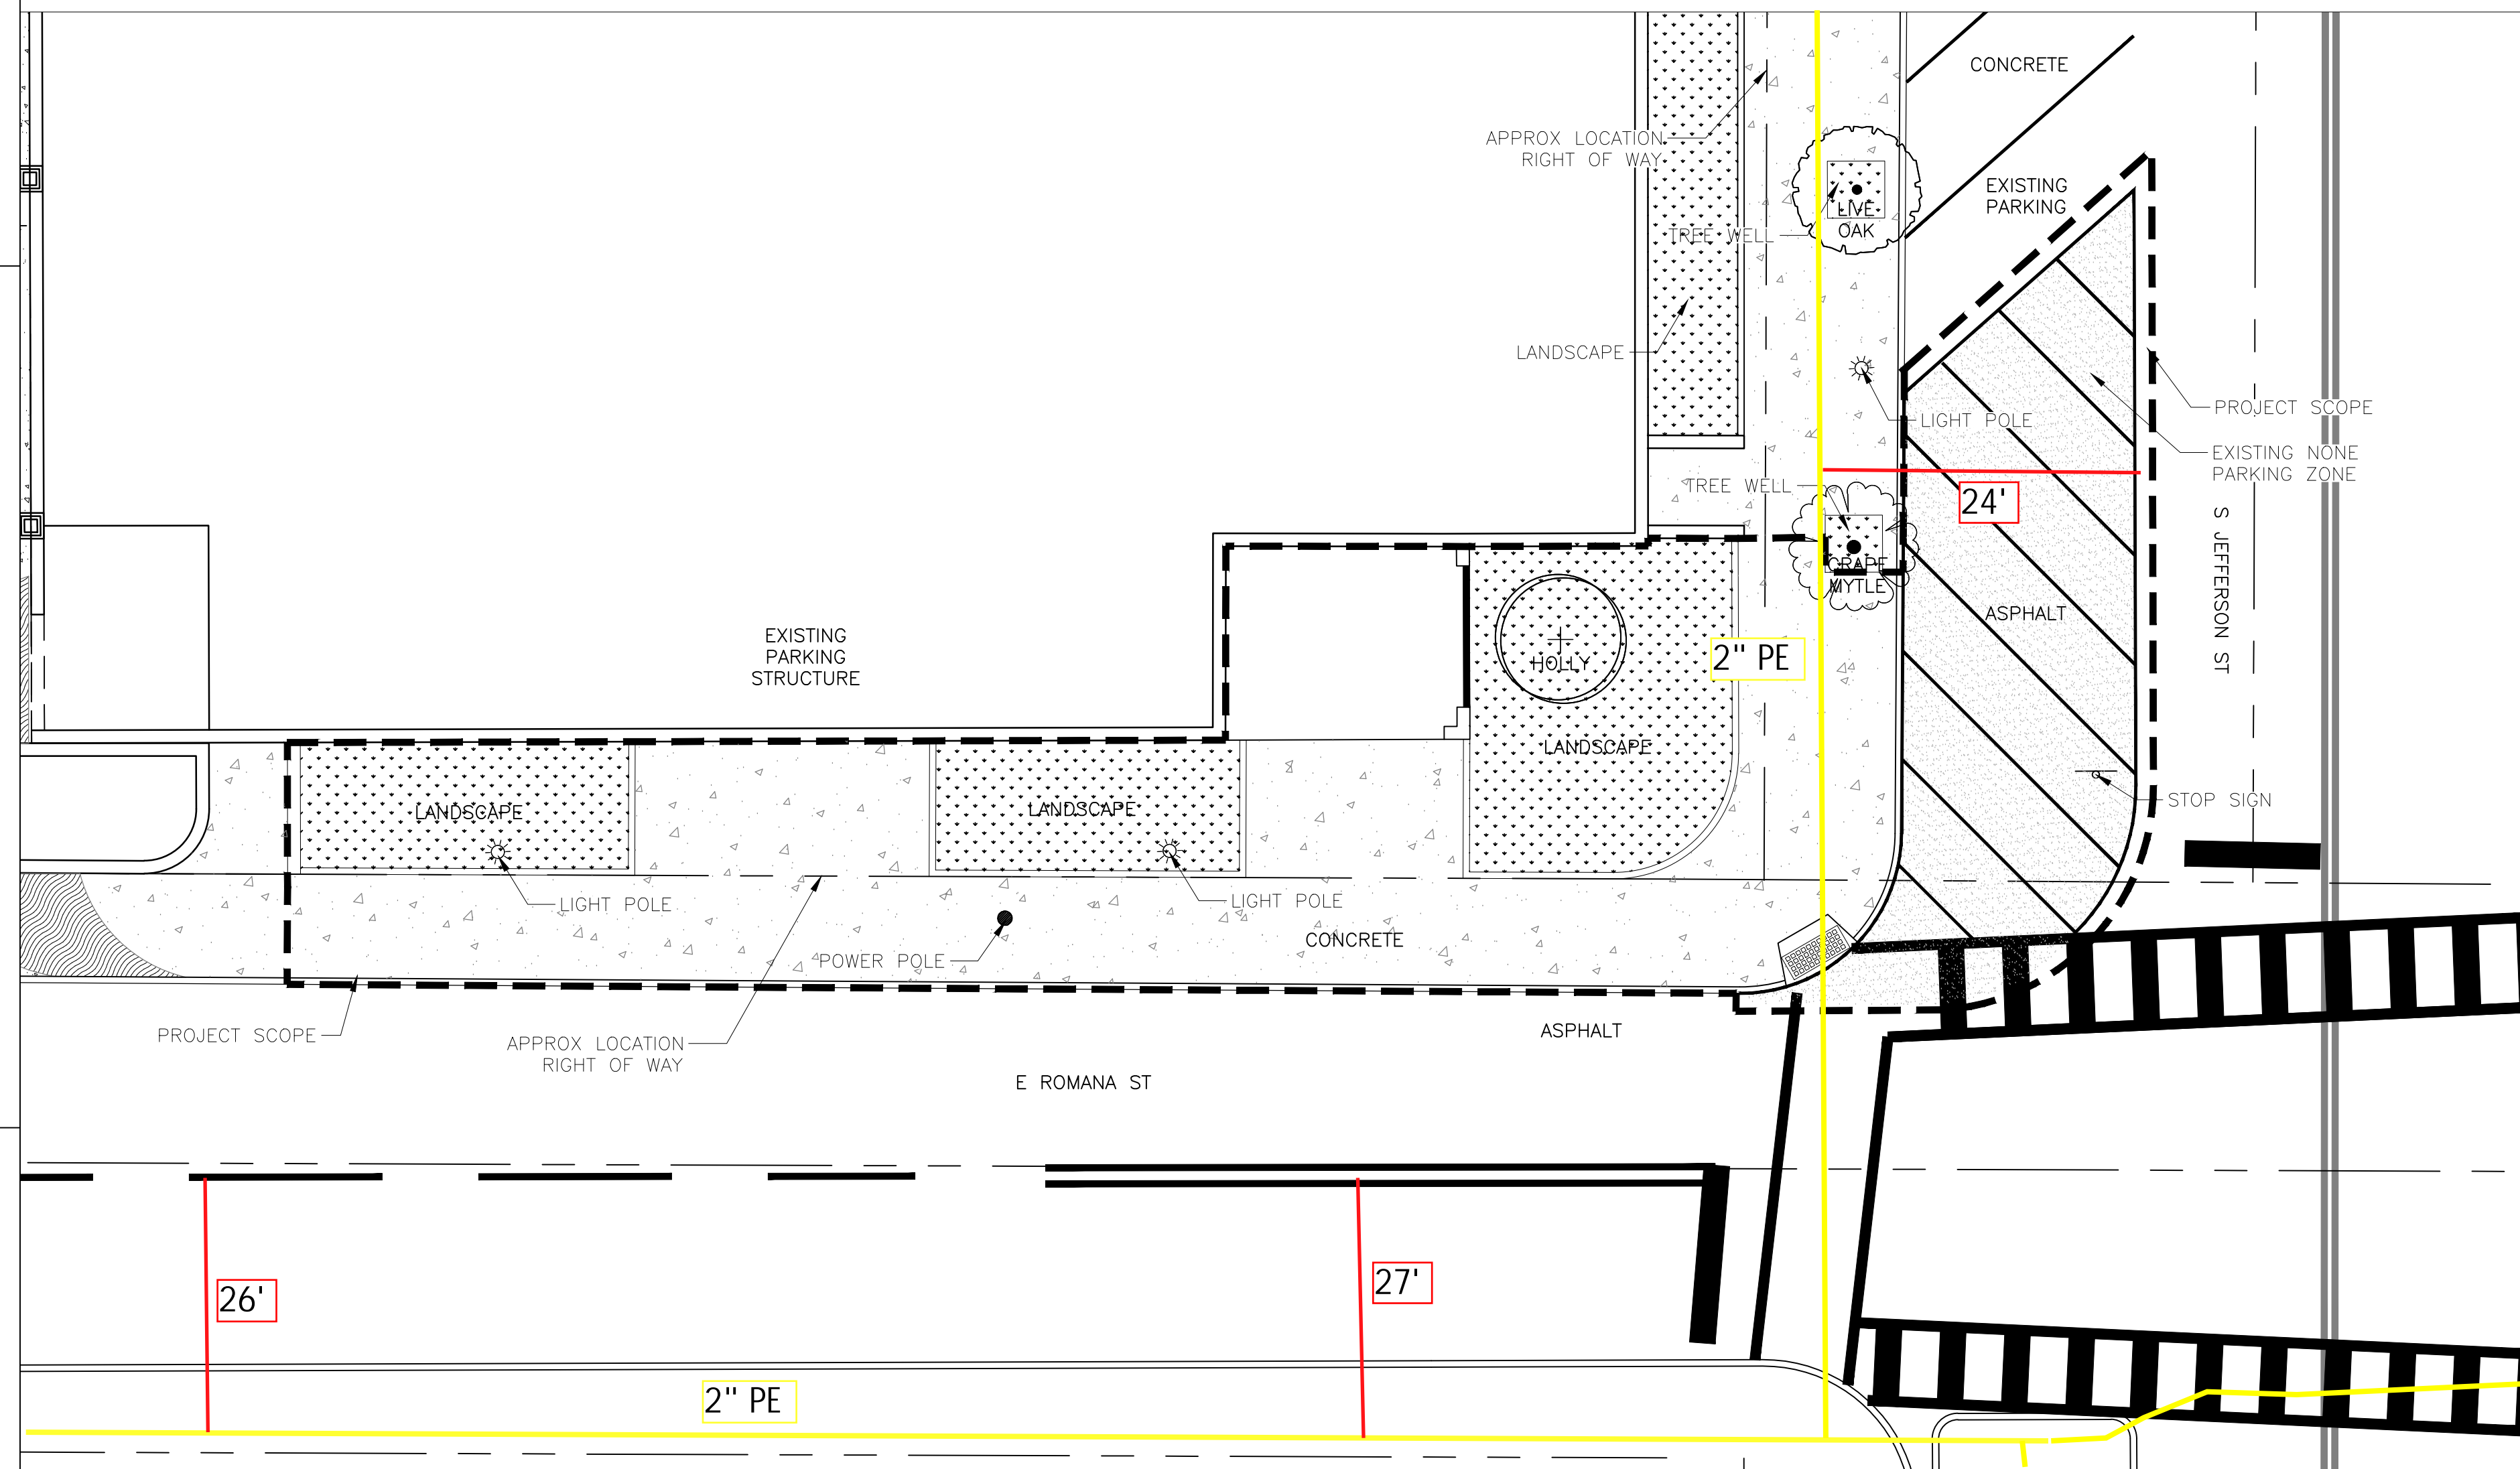 CONCRETE
APPROX LOCATION
RIGHT OF WAY
EXISTING
PARKING
LIVE
OAK
TREE WELL
LANDSCAPE
PROJECT SCOPE
LIGHT POLE
EXISTING NONE
PARKING ZONE
TREE WELL
24'
S JEFFERSON ST
CRAPE
MYTLE
ASPHALT
EXISTING
PARKING
STRUCTURE
HOLLY
2" PE
LANDSCAPE
STOP SIGN
LANDSCAPE
LANDSCAPE
LIGHT POLE
LIGHT POLE
POWER POLE
CONCRETE
PROJECT SCOPE
APPROX LOCATION
RIGHT OF WAY
ASPHALT
E ROMANA ST
26'
27'
2" PE